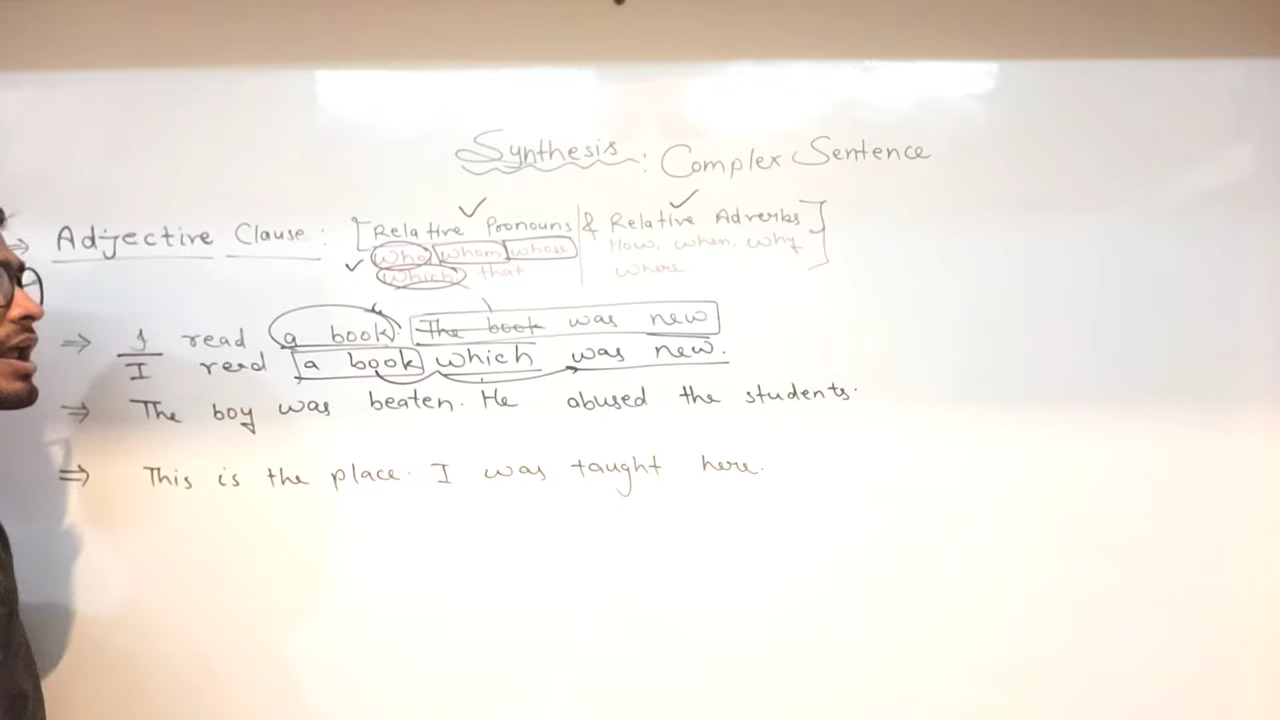 Synthesis: Complex Sentence
⇒ Adjective Clause: [Relative Pronouns & Relative Adverbs]
who whom whose How, when, why
which that where
⇒ I read a book. The book was new
I read a book which was new.
⇒ The boy was beaten. He abused the students.
⇒ This is the place. I was taught here.